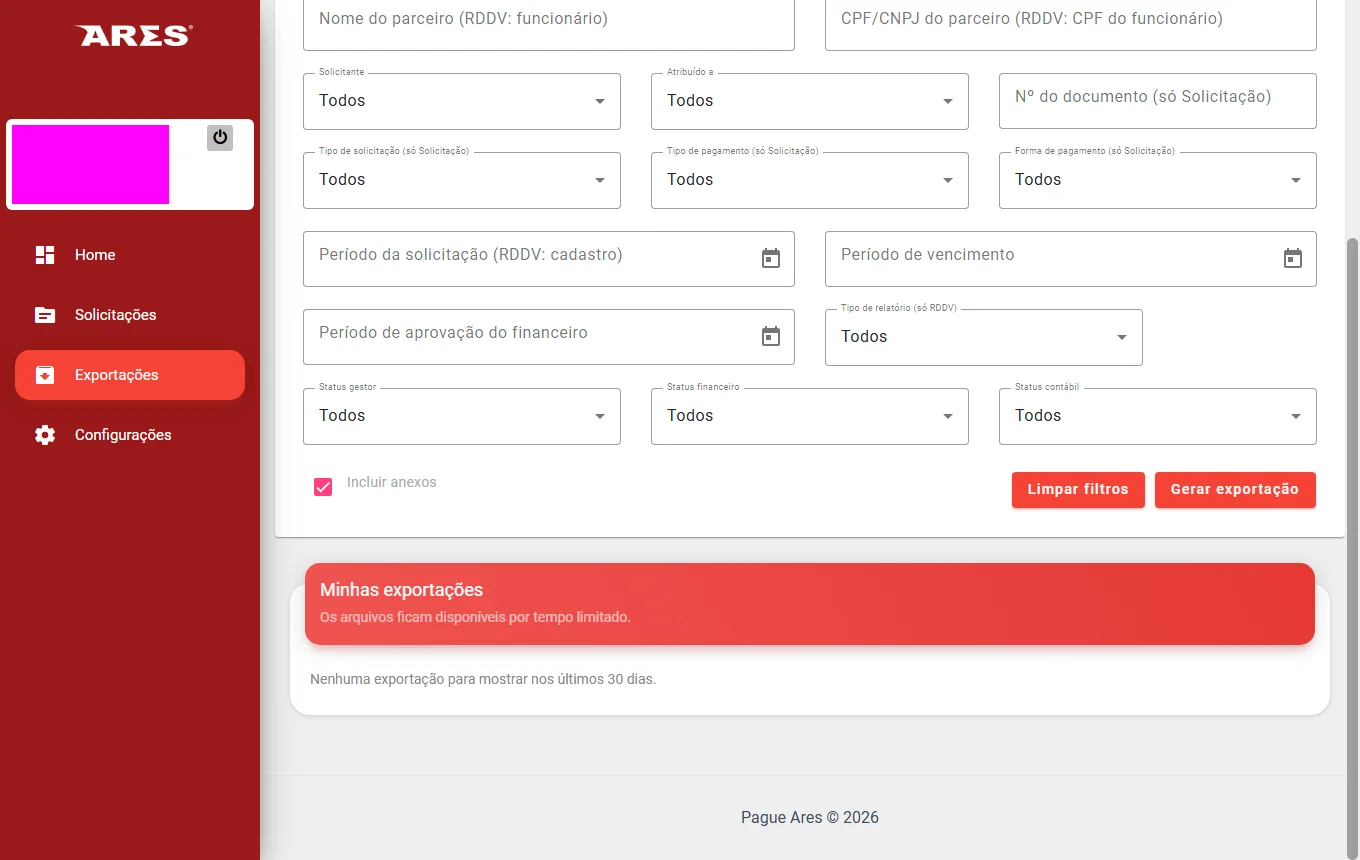 ARES®
Home
Solicitações
Exportações
Configurações
Nome do parceiro (RDDV: funcionário)
CPF/CNPJ do parceiro (RDDV: CPF do funcionário)
Solicitante
Todos
Atribuído a
Todos
Nº do documento (só Solicitação)
Tipo de solicitação (só Solicitação)
Todos
Tipo de pagamento (só Solicitação)
Todos
Forma de pagamento (só Solicitação)
Todos
Período da solicitação (RDDV: cadastro)
Período de vencimento
Período de aprovação do financeiro
Tipo de relatório (só RDDV)
Todos
Status gestor
Todos
Status financeiro
Todos
Status contábil
Todos
Incluir anexos
Limpar filtros
Gerar exportação
Minhas exportações
Os arquivos ficam disponíveis por tempo limitado.
Nenhuma exportação para mostrar nos últimos 30 dias.
Pague Ares © 2026